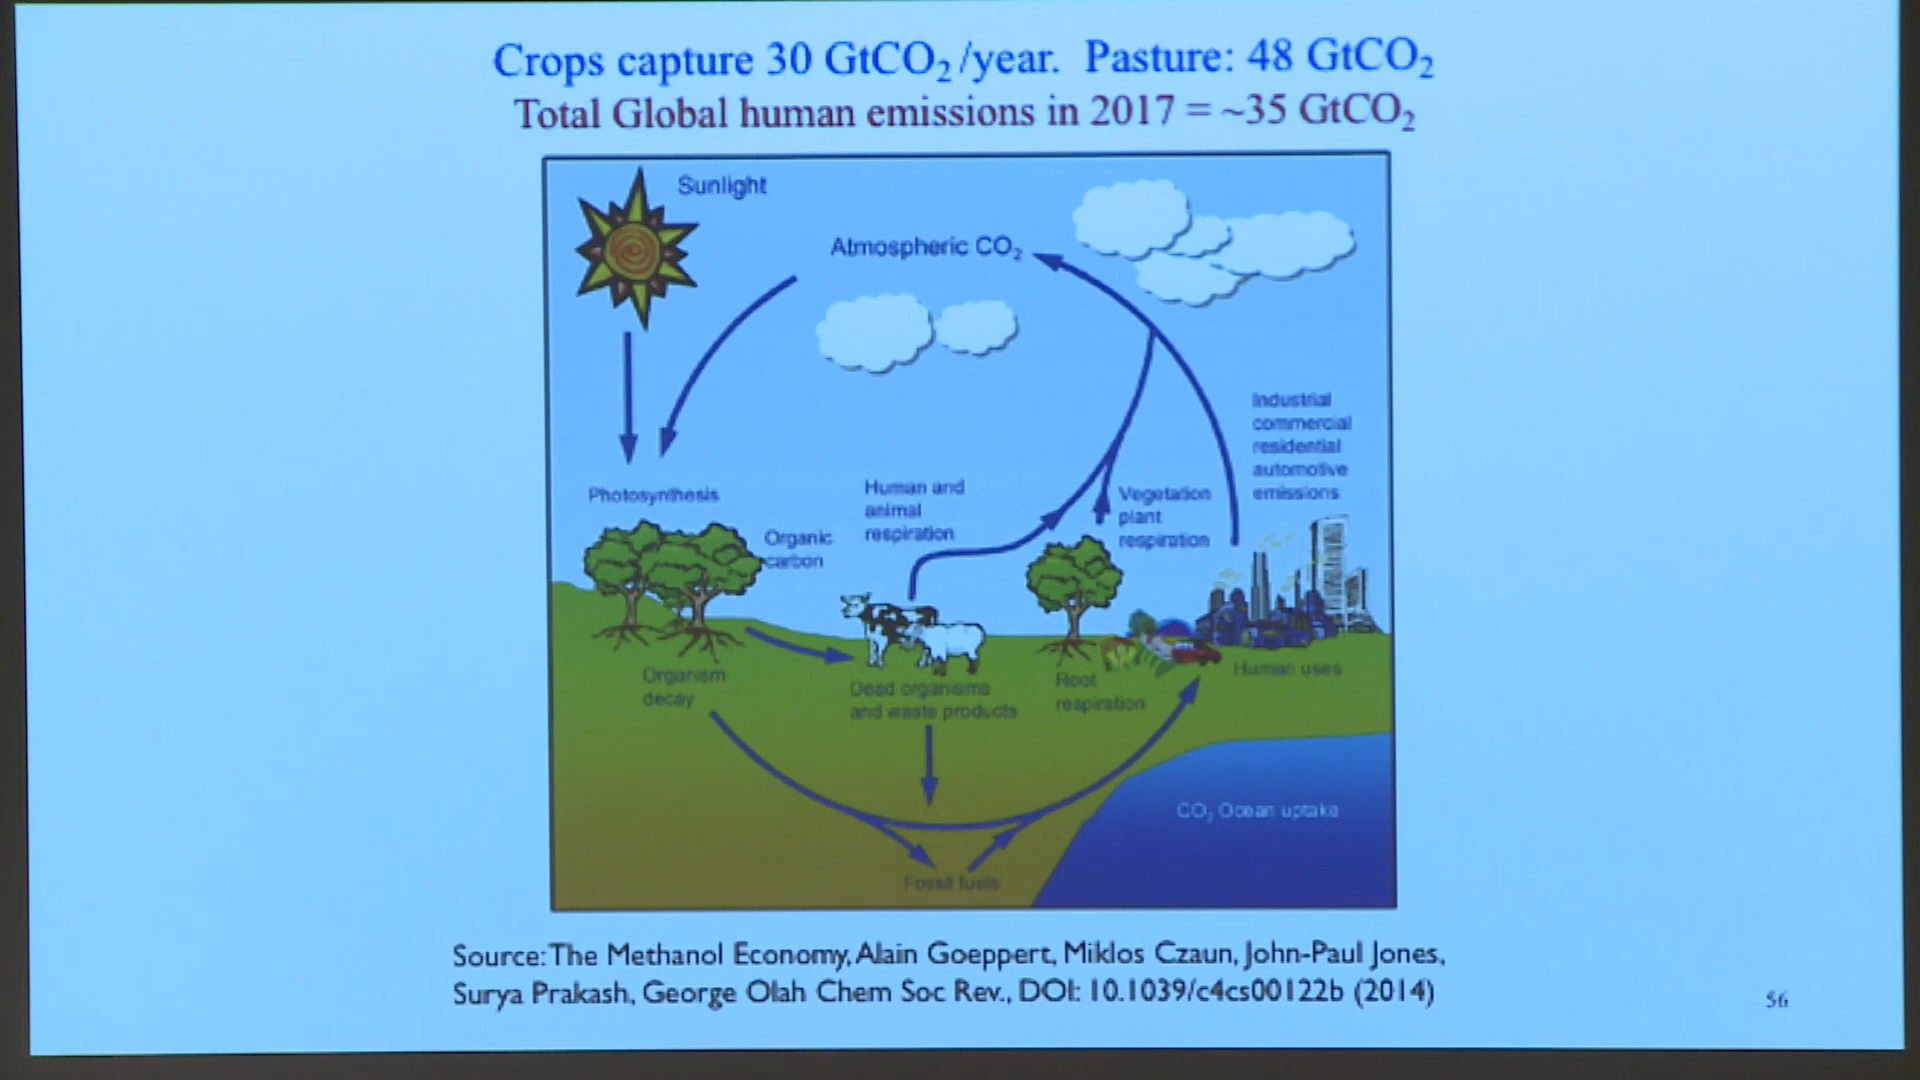 Crops capture 30 GtCO₂/year. Pasture: 48 GtCO₂
Total Global human emissions in 2017 = ~35 GtCO₂
Sunlight
Atmospheric CO₂
Industrial
commercial
residential
automotive
emissions
Photosynthesis
Human and
animal
respiration
Vegetation
plant
respiration
Organic
carbon
Organism
decay
Dead organisms
and waste products
Root
respiration
Human uses
CO₂ Ocean uptake
Fossil fuels
Source: The Methanol Economy, Alain Goeppert, Miklos Czaun, John-Paul Jones,
Surya Prakash, George Olah Chem Soc Rev., DOI: 10.1039/c4cs00122b (2014)
56